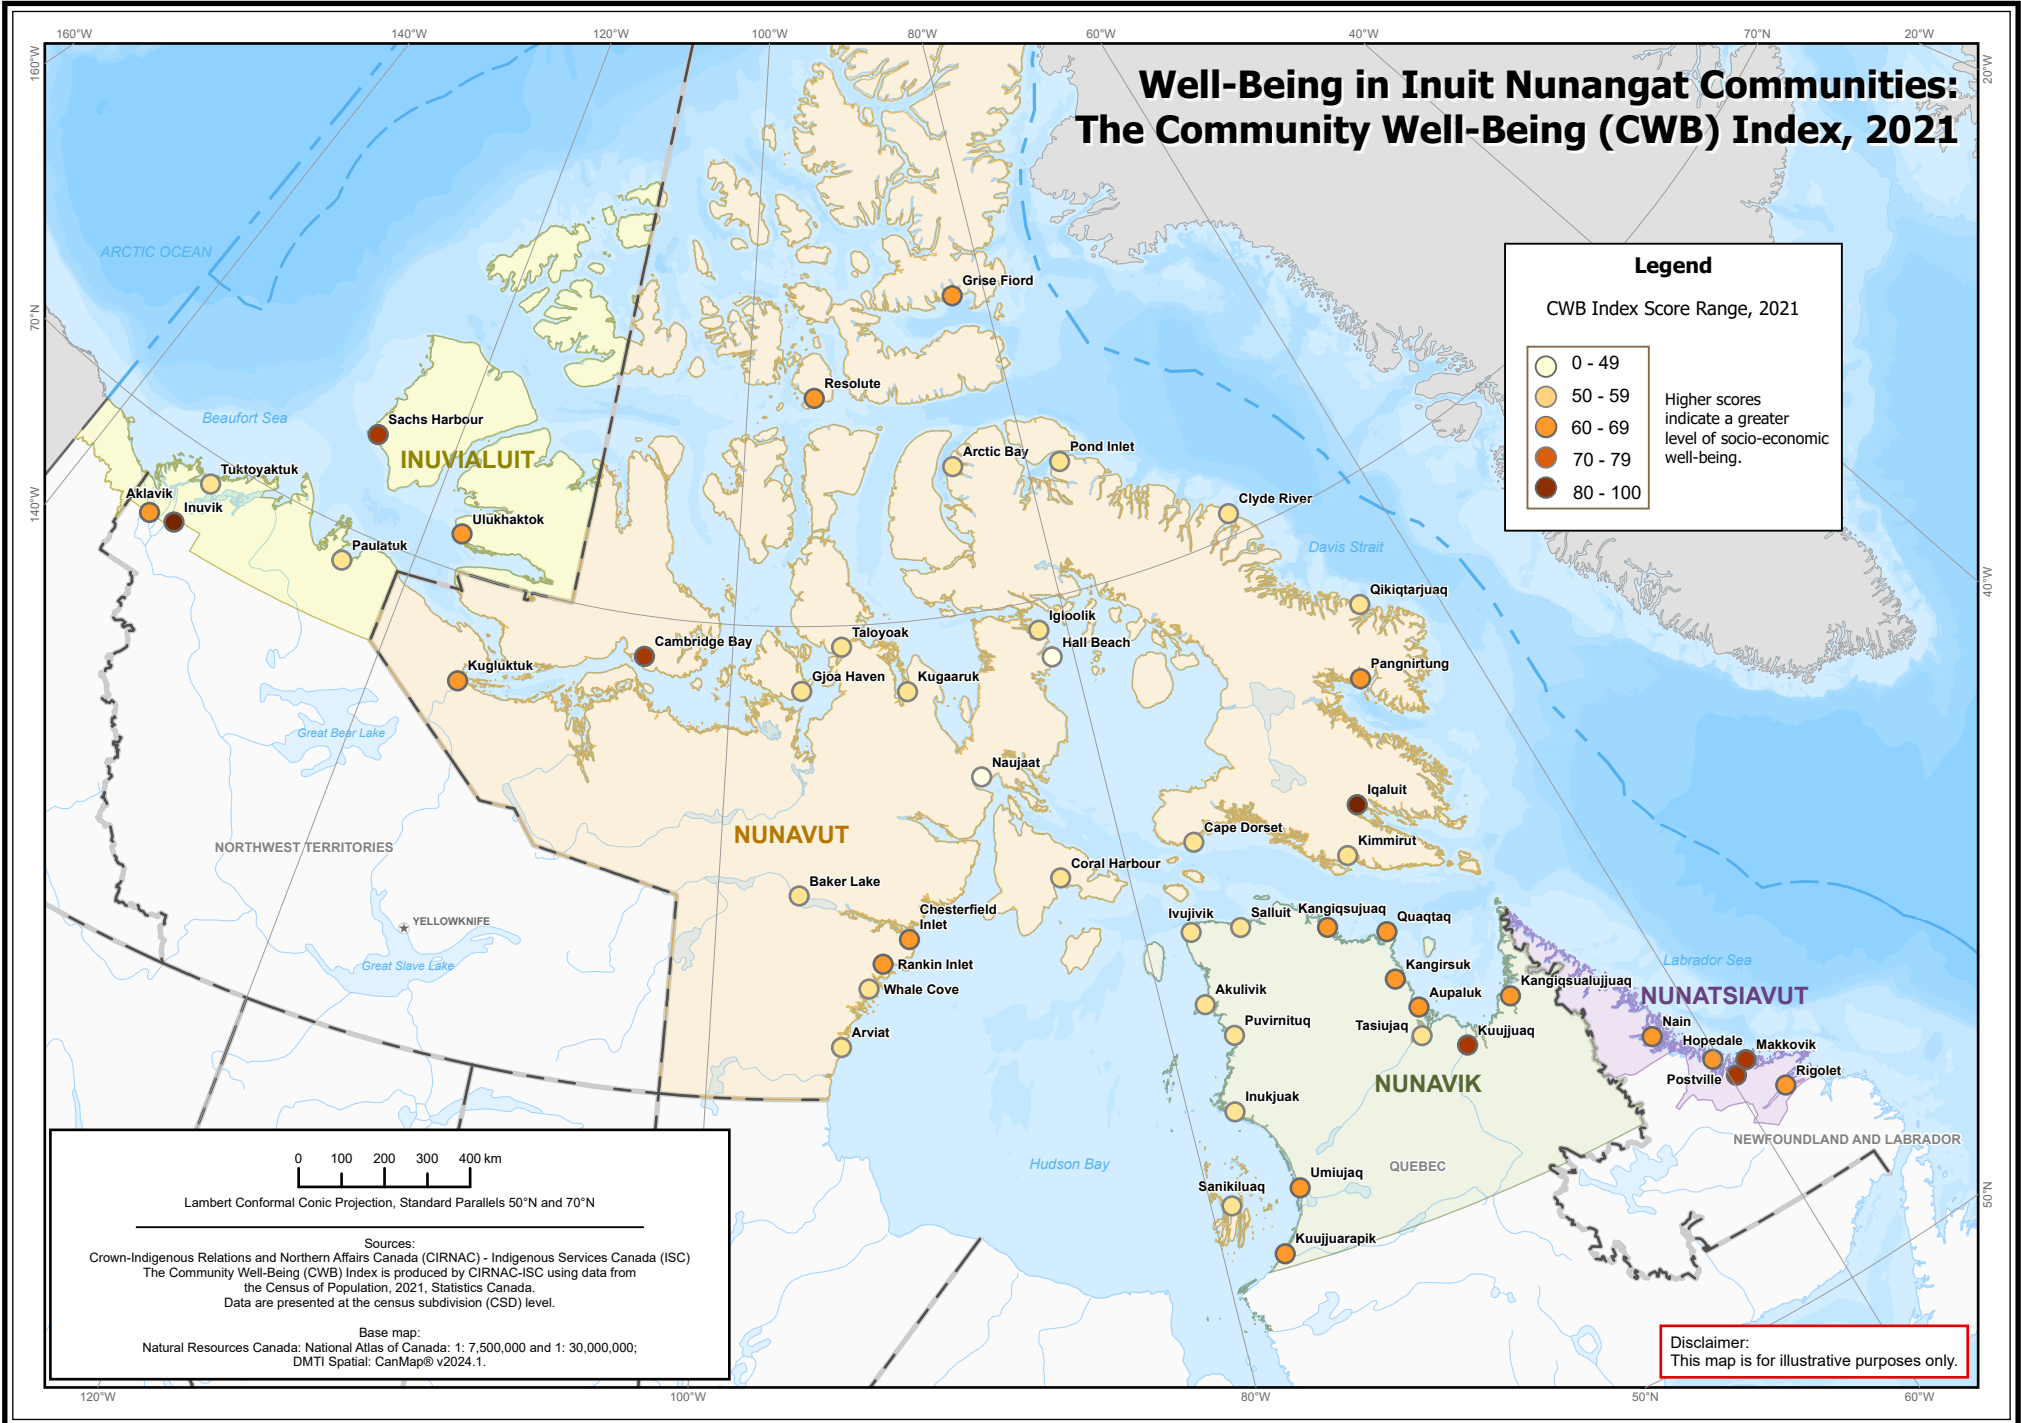 160°W
140°W
120°W
100°W
80°W
60°W
40°W
70°W
20°W
160°W
20°W
Well-Being in Inuit Nunangat Communities:
The Community Well-Being (CWB) Index, 2021
ARCTIC OCEAN
Legend
CWB Index Score Range, 2021
0 - 49
50 - 59
60 - 69
70 - 79
80 - 100
Higher scores
indicate a greater
level of socio-economic
well-being.
Grise Fiord
70°N
Resolute
Beaufort Sea
Sachs Harbour
INUVIALUIT
Arctic Bay
Pond Inlet
Tuktoyaktuk
Aklavik
Inuvik
140°W
Clyde River
Ulukhaktok
Paulatuk
Davis Strait
40°W
Qikiqtarjuaq
Igloolik
Hall Beach
Taloyoak
Cambridge Bay
Kugluktuk
Gjoa Haven
Kugaaruk
Pangnirtung
Great Bear Lake
Naujaat
Iqaluit
NUNAVUT
Cape Dorset
Kimmirut
NORTHWEST TERRITORIES
Coral Harbour
Baker Lake
Chesterfield
Inlet
YELLOWKNIFE
Ivujivik
Salluit
Kangiqsujuaq
Quaqtaq
Great Slave Lake
Rankin Inlet
Labrador Sea
Kangirsuk
Kangiqsualujjuaq
Whale Cove
Akulivik
Aupaluk
NUNATSIAVUT
Puvirnituq
Tasiujaq
Kuujjuaq
Nain
Arviat
Hopedale
Makkovik
Postville
Rigolet
NUNAVIK
Inukjuak
NEWFOUNDLAND AND LABRADOR
Hudson Bay
QUEBEC
Umiujaq
Sanikiluaq
50°N
Kuujjuarapik
0 100 200 300 400 km
Lambert Conformal Conic Projection, Standard Parallels 50°N and 70°N
Sources:
Crown-Indigenous Relations and Northern Affairs Canada (CIRNAC) - Indigenous Services Canada (ISC)
The Community Well-Being (CWB) Index is produced by CIRNAC-ISC using data from
the Census of Population, 2021, Statistics Canada.
Data are presented at the census subdivision (CSD) level.
Base map:
Natural Resources Canada: National Atlas of Canada: 1: 7,500,000 and 1: 30,000,000;
DMTI Spatial: CanMap® v2024.1.
Disclaimer:
This map is for illustrative purposes only.
120°W
100°W
80°W
50°N
60°W